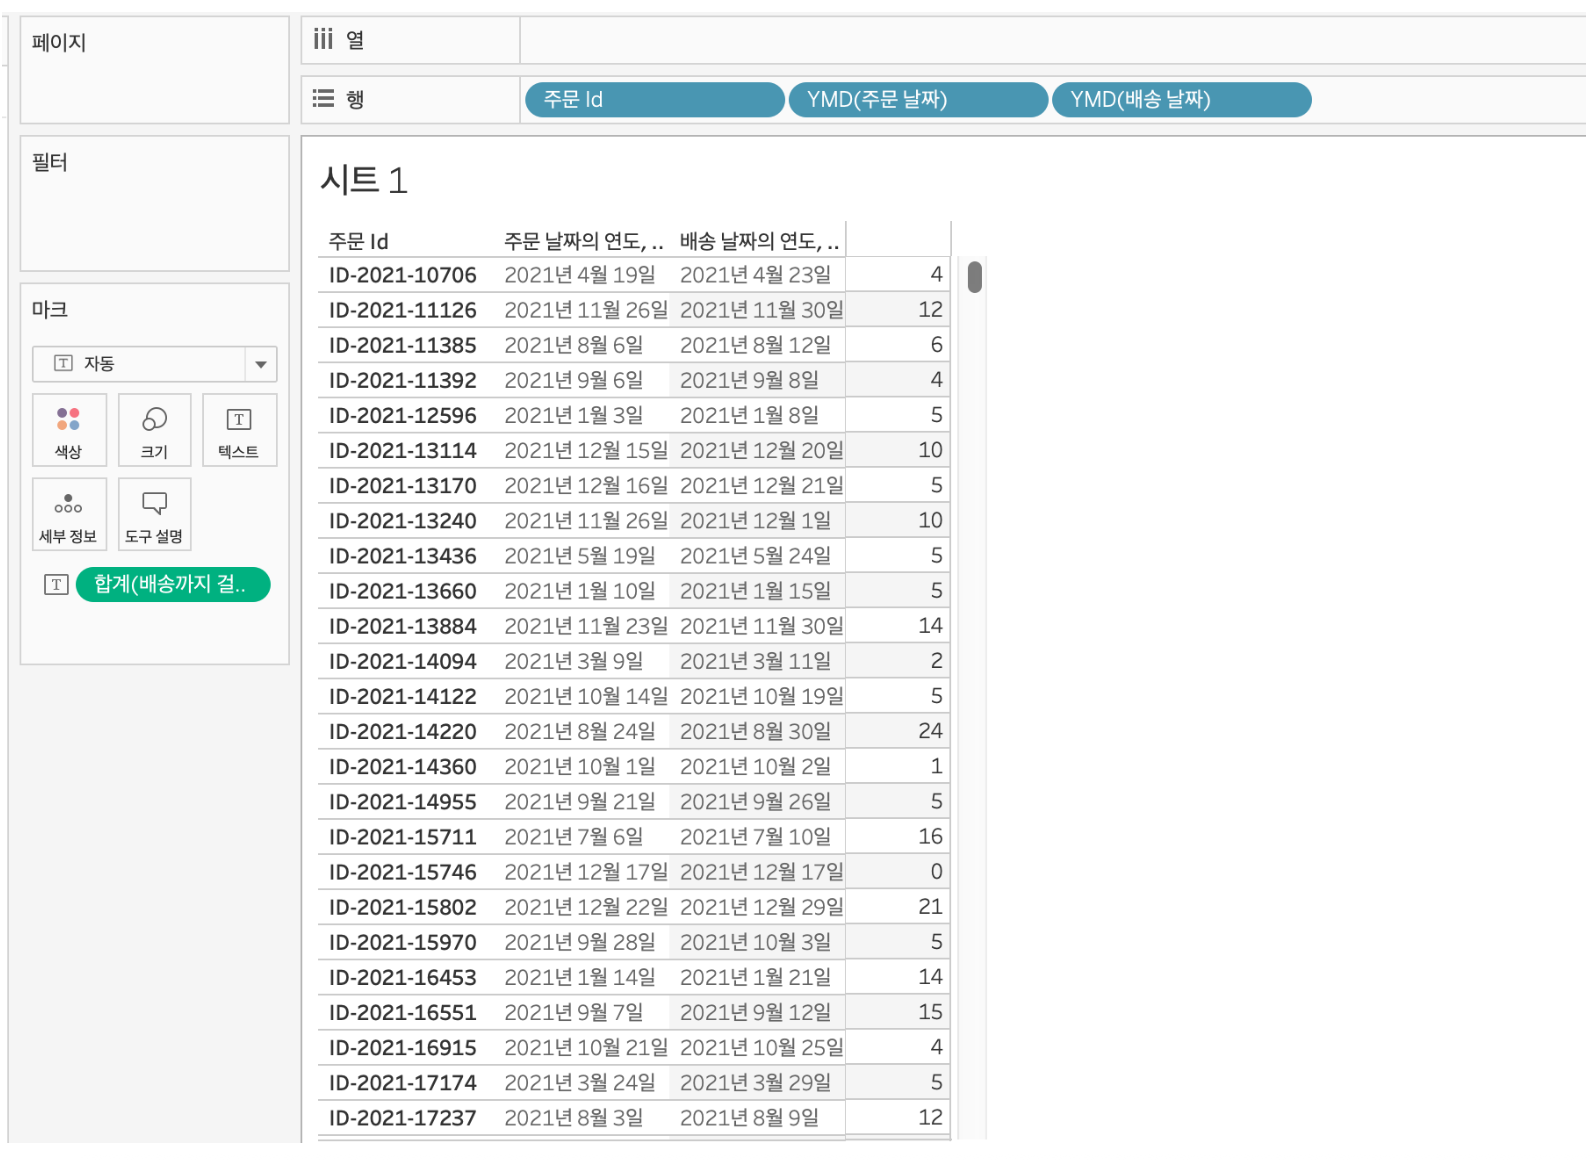 페이지
열
행
주문 Id
YMD(주문 날짜)
YMD(배송 날짜)
필터
마크
T 자동
색상
크기
T 텍스트
세부 정보
도구 설명
T 합계(배송까지 걸..
시트 1
주문 Id 주문 날짜의 연도, .. 배송 날짜의 연도, ..
ID-2021-10706 2021년 4월 19일 2021년 4월 23일 4
ID-2021-11126 2021년 11월 26일 2021년 11월 30일 12
ID-2021-11385 2021년 8월 6일 2021년 8월 12일 6
ID-2021-11392 2021년 9월 6일 2021년 9월 8일 4
ID-2021-12596 2021년 1월 3일 2021년 1월 8일 5
ID-2021-13114 2021년 12월 15일 2021년 12월 20일 10
ID-2021-13170 2021년 12월 16일 2021년 12월 21일 5
ID-2021-13240 2021년 11월 26일 2021년 12월 1일 10
ID-2021-13436 2021년 5월 19일 2021년 5월 24일 5
ID-2021-13660 2021년 1월 10일 2021년 1월 15일 5
ID-2021-13884 2021년 11월 23일 2021년 11월 30일 14
ID-2021-14094 2021년 3월 9일 2021년 3월 11일 2
ID-2021-14122 2021년 10월 14일 2021년 10월 19일 5
ID-2021-14220 2021년 8월 24일 2021년 8월 30일 24
ID-2021-14360 2021년 10월 1일 2021년 10월 2일 1
ID-2021-14955 2021년 9월 21일 2021년 9월 26일 5
ID-2021-15711 2021년 7월 6일 2021년 7월 10일 16
ID-2021-15746 2021년 12월 17일 2021년 12월 17일 0
ID-2021-15802 2021년 12월 22일 2021년 12월 29일 21
ID-2021-15970 2021년 9월 28일 2021년 10월 3일 5
ID-2021-16453 2021년 1월 14일 2021년 1월 21일 14
ID-2021-16551 2021년 9월 7일 2021년 9월 12일 15
ID-2021-16915 2021년 10월 21일 2021년 10월 25일 4
ID-2021-17174 2021년 3월 24일 2021년 3월 29일 5
ID-2021-17237 2021년 8월 3일 2021년 8월 9일 12